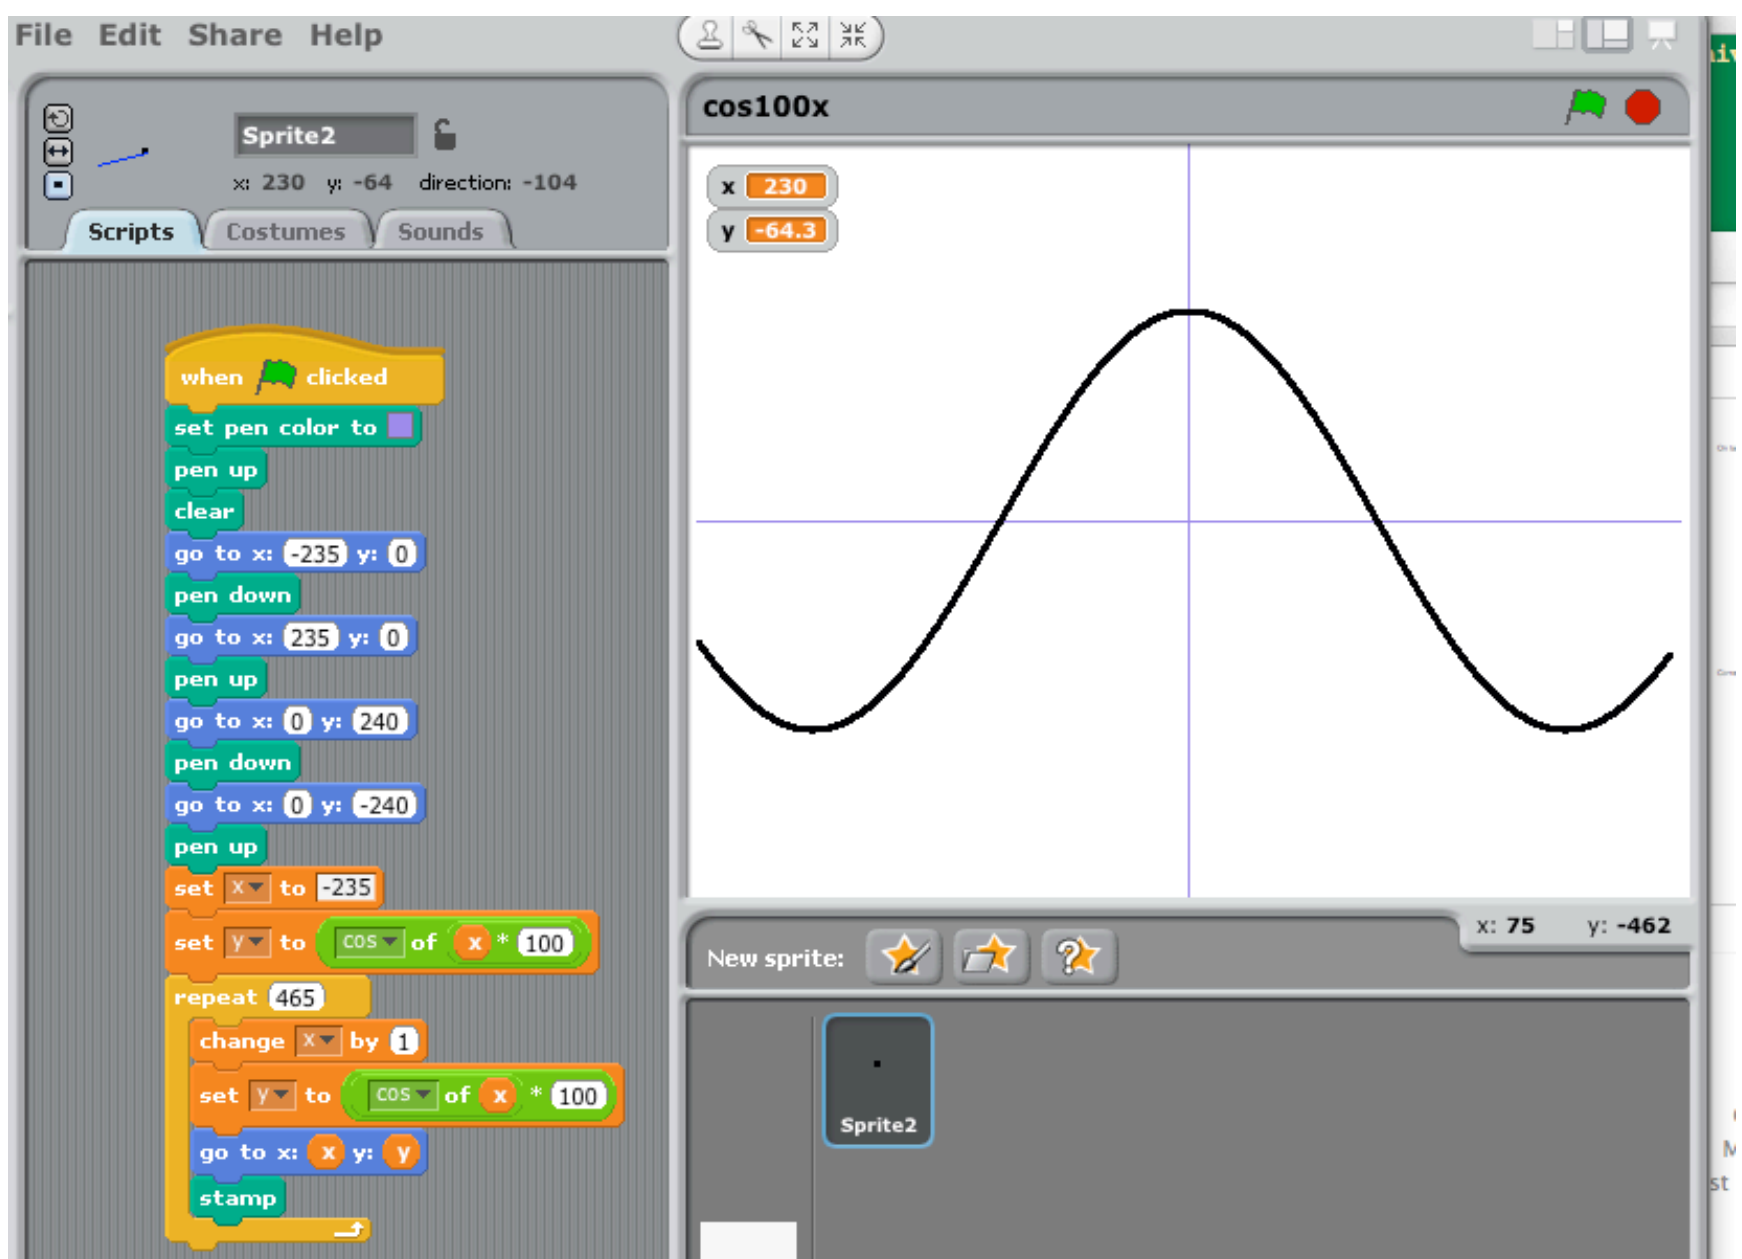 File Edit Share Help
Sprite2
x: 230 y: -64 direction: -104
Scripts Costumes Sounds
when clicked
set pen color to
pen up
clear
go to x: -235 y: 0
pen down
go to x: 235 y: 0
pen up
go to x: 0 y: 240
pen down
go to x: 0 y: -240
pen up
set x to -235
set y to cos of x * 100
repeat 465
change x by 1
set y to cos of x * 100
go to x: x y: y
stamp
cos100x
x 230
y -64.3
x: 75 y: -462
New sprite:
Sprite2
st